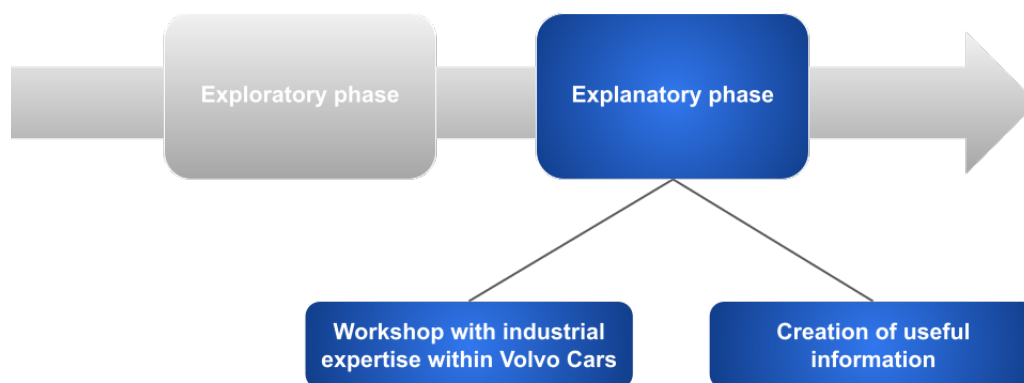 Exploratory phase
Explanatory phase
Workshop with industrial
expertise within Volvo Cars
Creation of useful
information